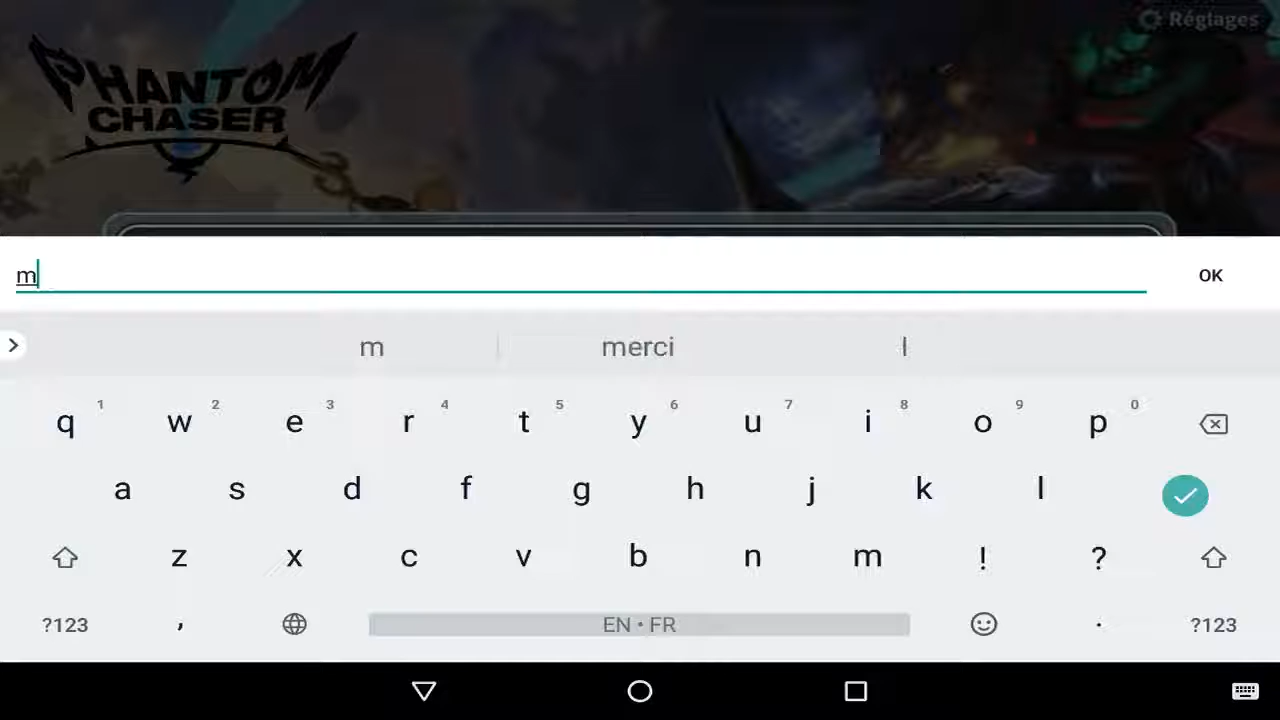 Réglages
PHANTOM
CHASER
m
OK
m merci I
1 2 3 4 5 6 7 8 9 0
q w e r t y u i o p
a s d f g h j k l
z x c v b n m ! ?
?123 , EN • FR . ?123